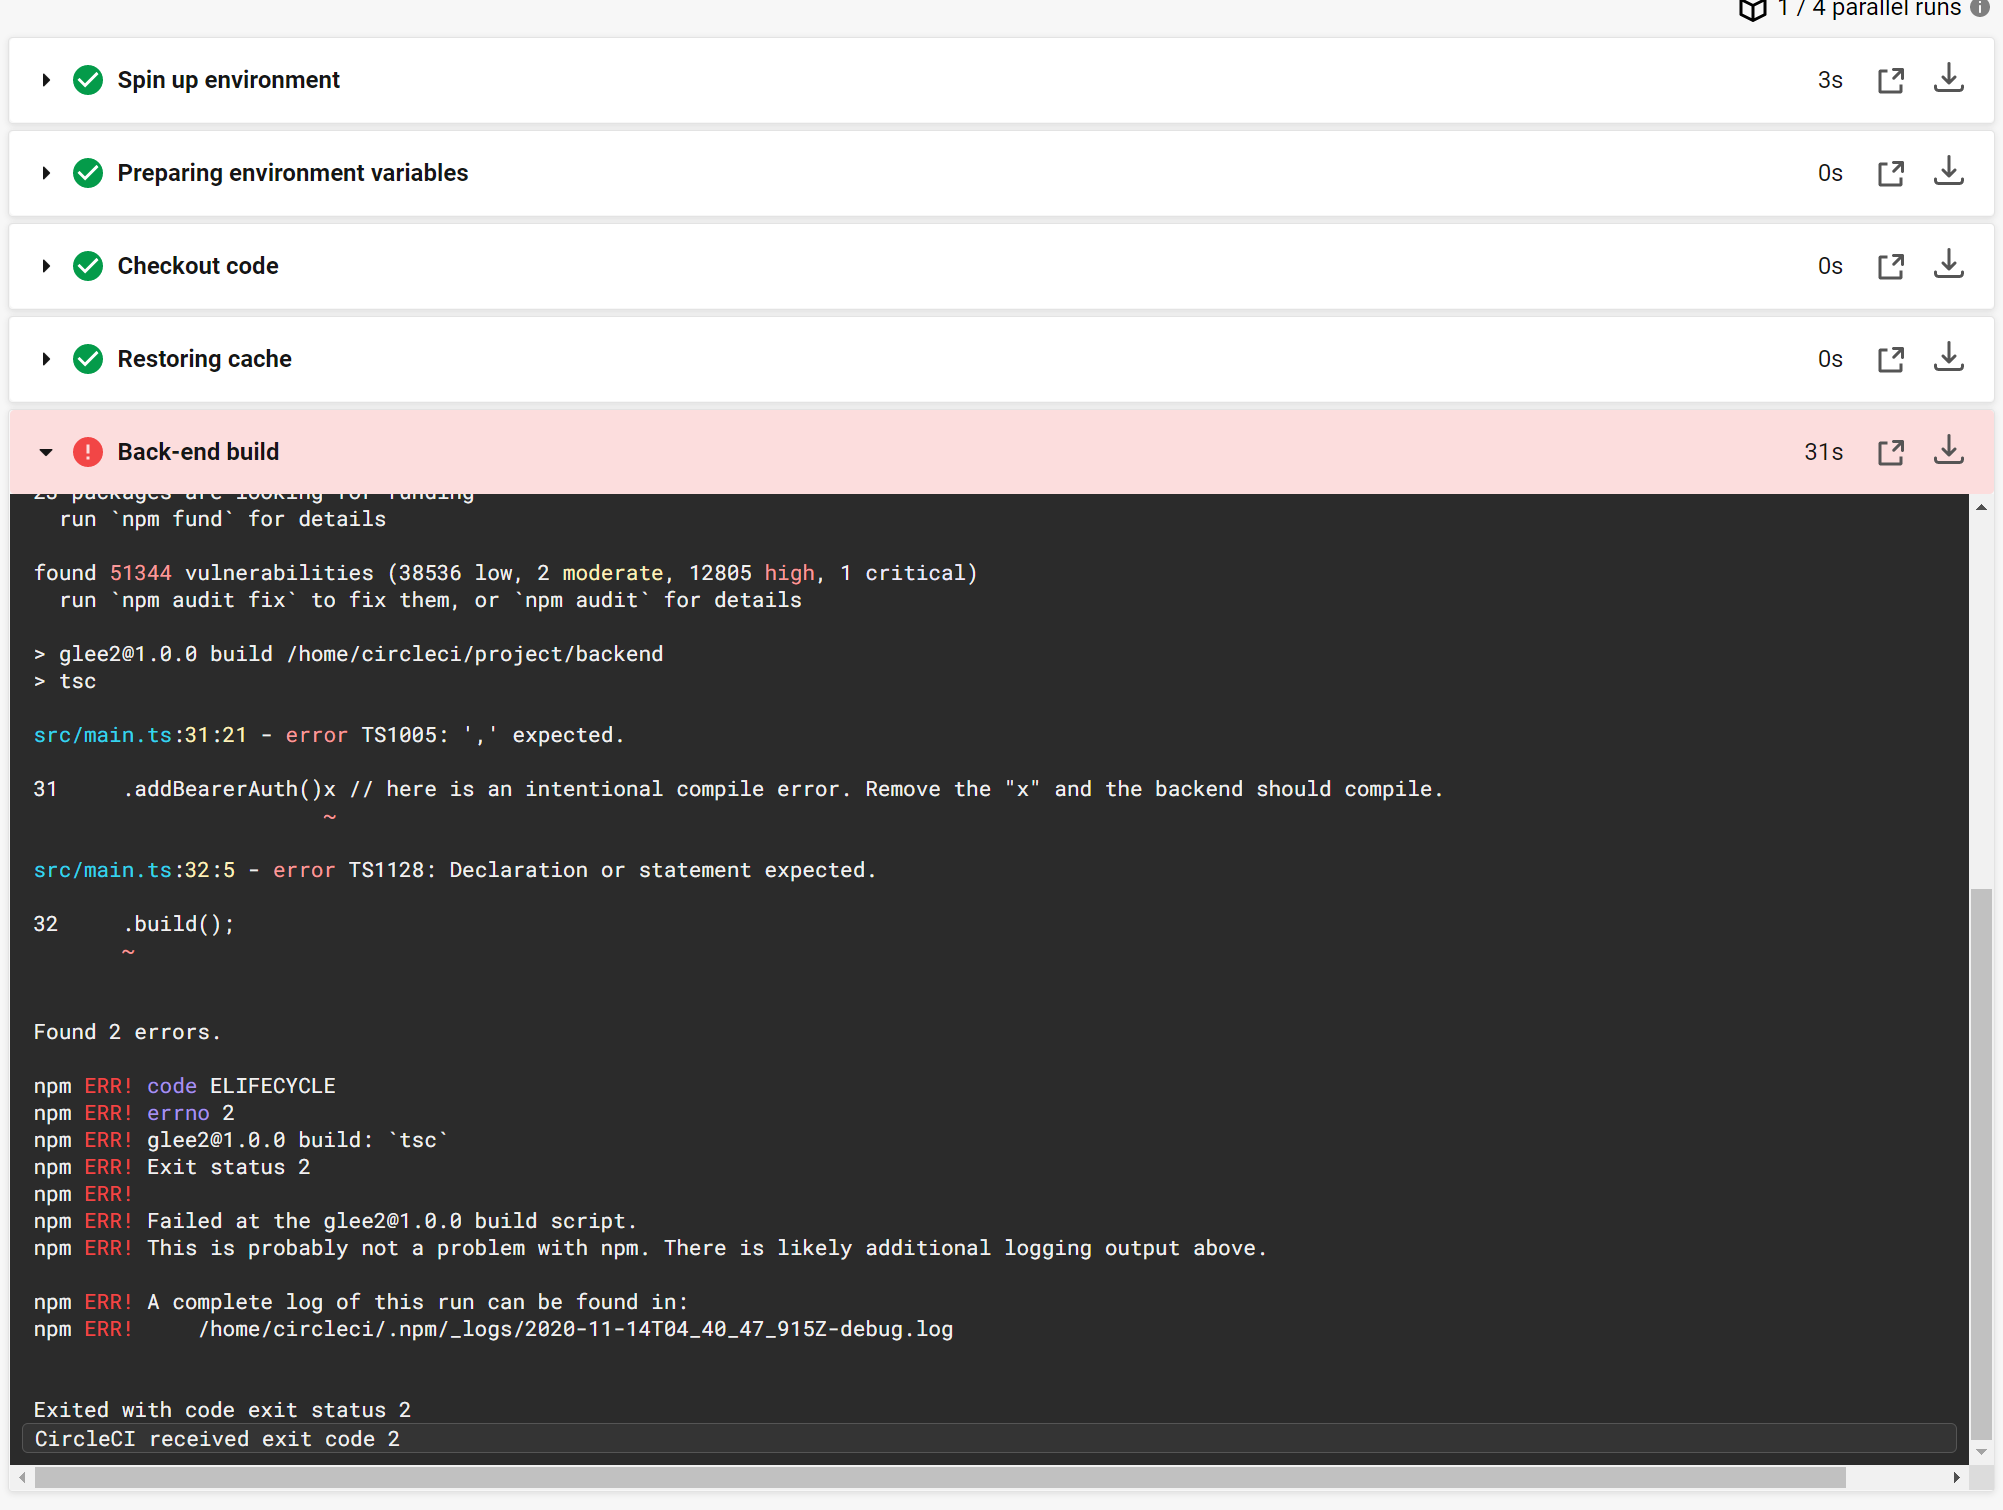 1 / 4 parallel runs
Spin up environment 3s
Preparing environment variables 0s
Checkout code 0s
Restoring cache 0s
Back-end build 31s
23 packages are looking for funding
run `npm fund` for details
found 51344 vulnerabilities (38536 low, 2 moderate, 12805 high, 1 critical)
run `npm audit fix` to fix them, or `npm audit` for details
> glee2@1.0.0 build /home/circleci/project/backend
> tsc
src/main.ts:31:21 - error TS1005: ',' expected.
31 .addBearerAuth()x // here is an intentional compile error. Remove the "x" and the backend should compile.
~
src/main.ts:32:5 - error TS1128: Declaration or statement expected.
32 .build();
~
Found 2 errors.
npm ERR! code ELIFECYCLE
npm ERR! errno 2
npm ERR! glee2@1.0.0 build: `tsc`
npm ERR! Exit status 2
npm ERR!
npm ERR! Failed at the glee2@1.0.0 build script.
npm ERR! This is probably not a problem with npm. There is likely additional logging output above.
npm ERR! A complete log of this run can be found in:
npm ERR! /home/circleci/.npm/_logs/2020-11-14T04_40_47_915Z-debug.log
Exited with code exit status 2
CircleCI received exit code 2